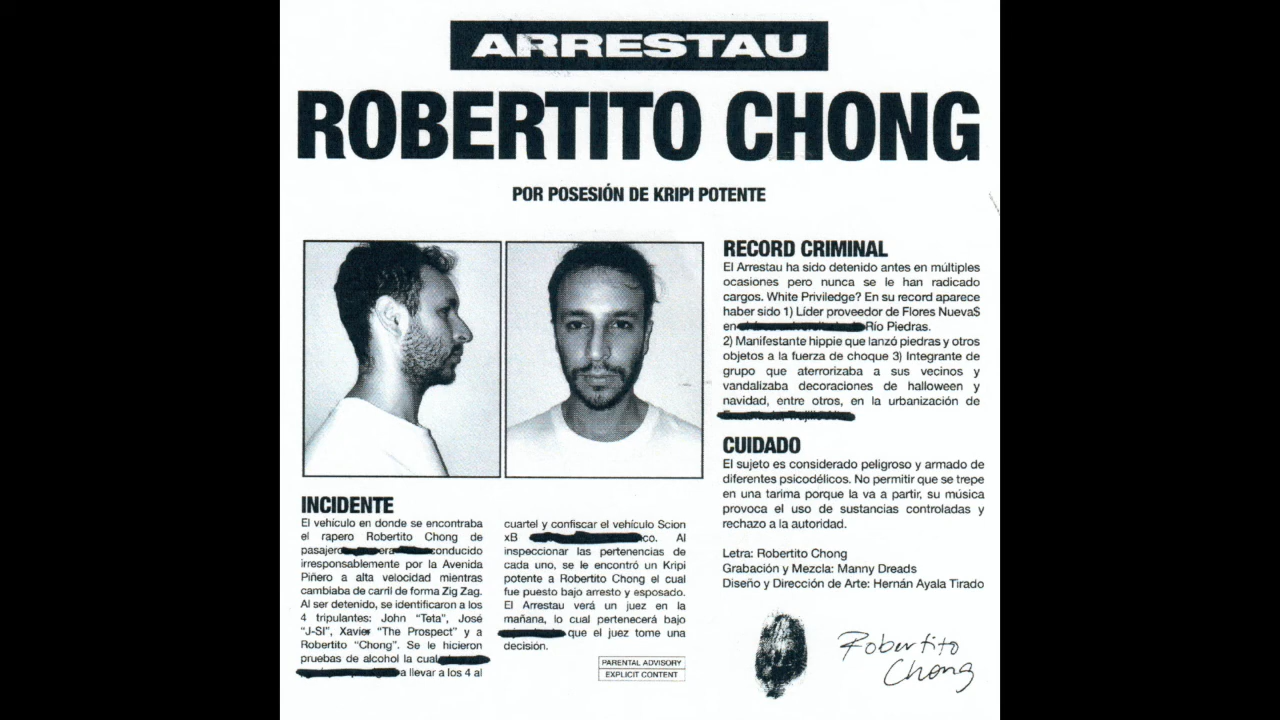 ARRESTAU
ROBERTITO CHONG
POR POSESIÓN DE KRIPI POTENTE
RECORD CRIMINAL
El Arrestau ha sido detenido antes en múltiples
ocasiones pero nunca se le han radicado
cargos. White Priviledge? En su record aparece
haber sido 1) Líder proveedor de Flores Nueva$
en Río Piedras.
2) Manifestante hippie que lanzó piedras y otros
objetos a la fuerza de choque 3) Integrante de
grupo que aterrorizaba a sus vecinos y
vandalizaba decoraciones de halloween y
navidad, entre otros, en la urbanización de
CUIDADO
El sujeto es considerado peligroso y armado de
diferentes psicodélicos. No permitir que se trepe
en una tarima porque la va a partir, su música
provoca el uso de sustancias controladas y
rechazo a la autoridad.
Letra: Robertito Chong
Grabación y Mezcla: Manny Dreads
Diseño y Dirección de Arte: Hernán Ayala Tirado
INCIDENTE
El vehículo en donde se encontraba
el rapero Robertito Chong de
pasajero era conducido
irresponsablemente por la Avenida
Piñero a alta velocidad mientras
cambiaba de carril de forma Zig Zag.
Al ser detenido, se identificaron a los
4 tripulantes: John “Teta”, José
“J-SI”, Xavier “The Prospect” y a
Robertito “Chong”. Se le hicieron
pruebas de alcohol la cual
a llevar a los 4 al
cuartel y confiscar el vehículo Scion
xB co. Al
inspeccionar las pertenencias de
cada uno, se le encontró un Kripi
potente a Robertito Chong el cual
fue puesto bajo arresto y esposado.
El Arrestau verá un juez en la
mañana, lo cual pertenecerá bajo
que el juez tome una
decisión.
PARENTAL ADVISORY
EXPLICIT CONTENT
Robertito
Chong